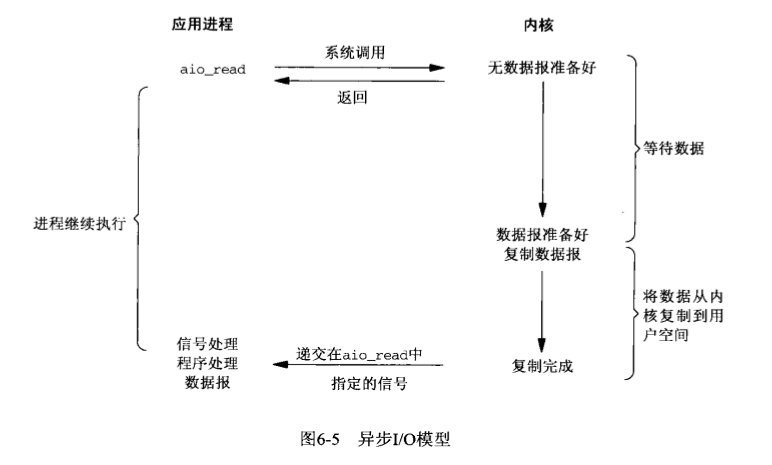 应用进程
内核
系统调用
aio_read
无数据报准备好
返回
等待数据
进程继续执行
数据报准备好
复制数据报
将数据从内
核复制到用
户空间
信号处理
程序处理
数据报
递交在aio_read中
指定的信号
复制完成
图6-5 异步I/O模型